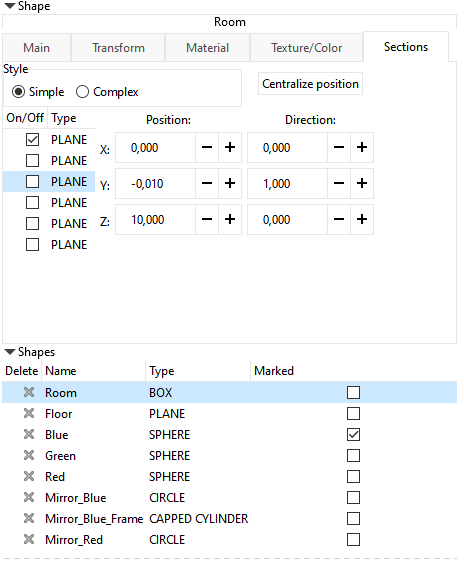 Shape
Room
Main Transform Material Texture/Color Sections
Style
Simple Complex Centralize position
On/Off Type Position: Direction:
PLANE X: 0,000 − + 0,000 − +
PLANE
PLANE Y: -0,010 − + 1,000 − +
PLANE
PLANE Z: 10,000 − + 0,000 − +
PLANE
Shapes
Delete Name Type Marked
Room BOX
Floor PLANE
Blue SPHERE
Green SPHERE
Red SPHERE
Mirror_Blue CIRCLE
Mirror_Blue_Frame CAPPED CYLINDER
Mirror_Red CIRCLE